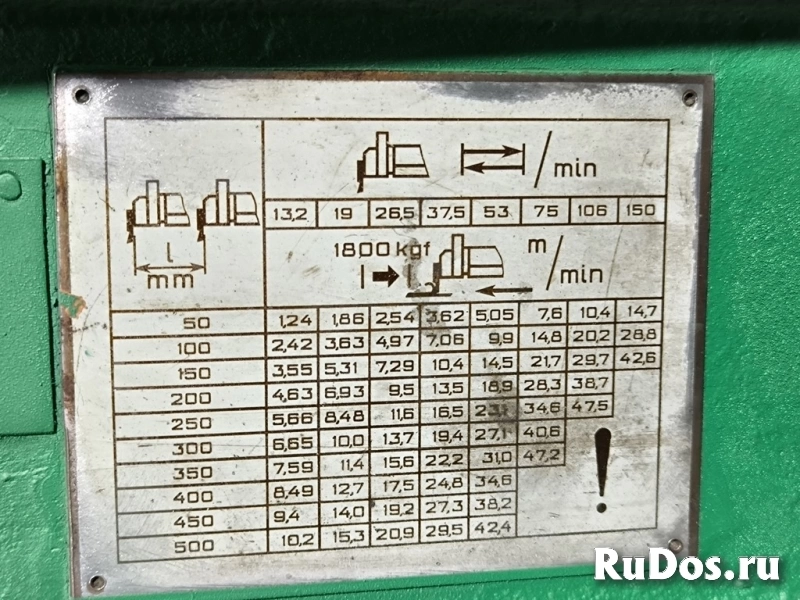 /min
13,2 19 26,5 37,5 53 75 106 150
l
mm
1800 kgf m/min
50 1,24 1,86 2,54 3,62 5,05 7,6 10,4 14,7
100 2,42 3,63 4,97 7,06 9,9 14,8 20,2 28,8
150 3,55 5,31 7,29 10,4 14,5 21,7 29,7 42,6
200 4,63 6,93 9,5 13,5 18,9 28,3 38,7
250 5,66 8,48 11,6 16,5 23,1 34,6 47,5
300 6,65 10,0 13,7 19,4 27,1 40,6
350 7,59 11,4 15,6 22,2 31,0 47,2
400 8,49 12,7 17,5 24,8 34,6
450 9,4 14,0 19,2 27,3 38,2
500 10,2 15,3 20,9 29,5 42,4
!
RuDos.ru